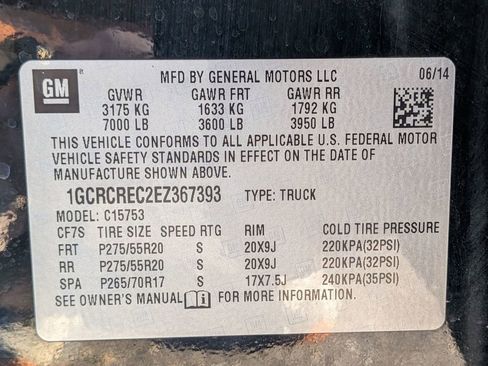 GM
MFD BY GENERAL MOTORS LLC 06/14
GVWR GAWR FRT GAWR RR
3175 KG 1633 KG 1792 KG
7000 LB 3600 LB 3950 LB
THIS VEHICLE CONFORMS TO ALL APPLICABLE U.S. FEDERAL MOTOR
VEHICLE SAFETY STANDARDS IN EFFECT ON THE DATE OF
MANUFACTURE SHOWN ABOVE.
1GCRCREC2EZ367393 TYPE: TRUCK
MODEL: C15753
CF7S TIRE SIZE SPEED RTG RIM COLD TIRE PRESSURE
FRT P275/55R20 S 20X9J 220KPA(32PSI)
RR P275/55R20 S 20X9J 220KPA(32PSI)
SPA P265/70R17 S 17X7.5J 240KPA(35PSI)
SEE OWNER'S MANUAL FOR MORE INFORMATION.